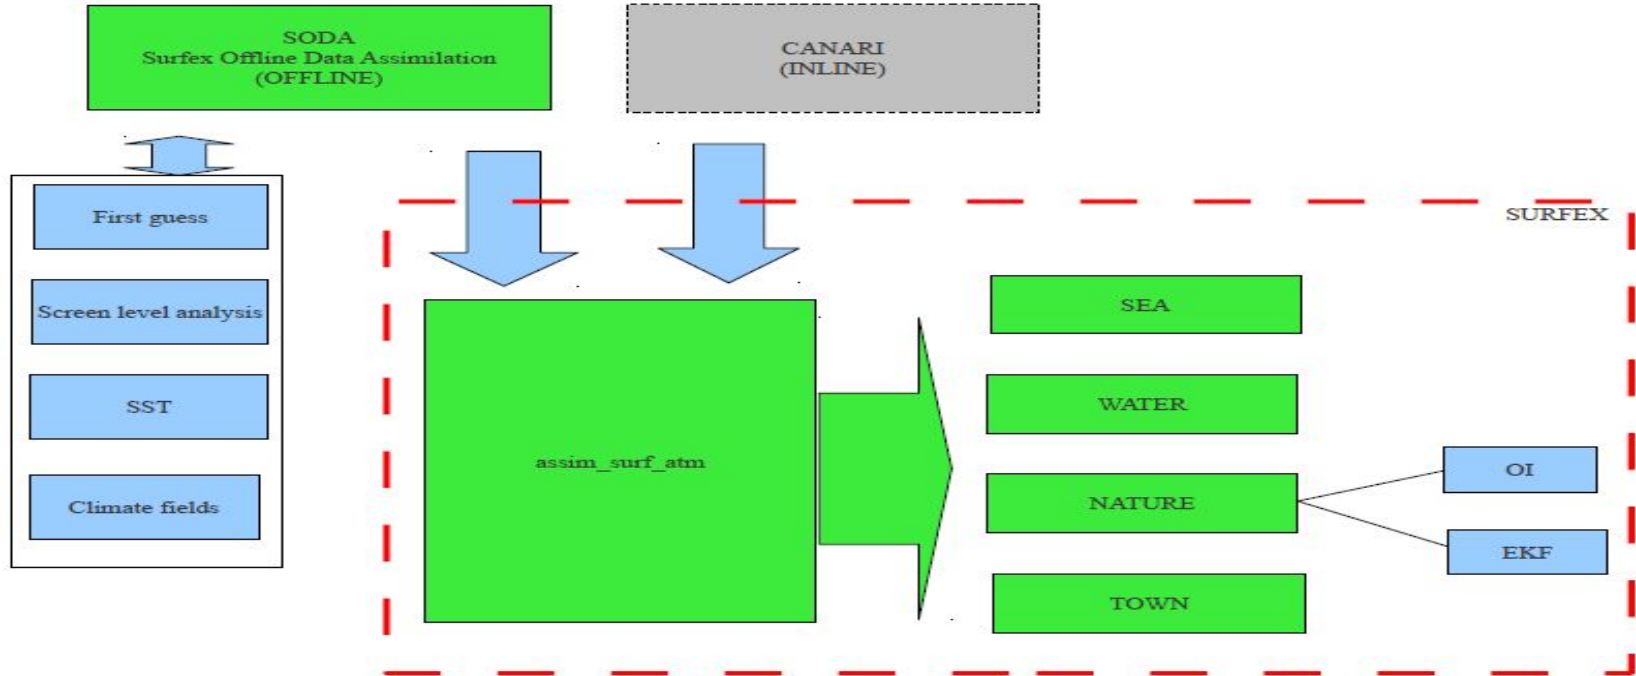 SODA
Surfex Offline Data Assimilation
(OFFLINE)
CANARI
(INLINE)
First guess
Screen level analysis
SST
Climate fields
SURFEX
assim_surf_atm
SEA
WATER
NATURE
TOWN
OI
EKF